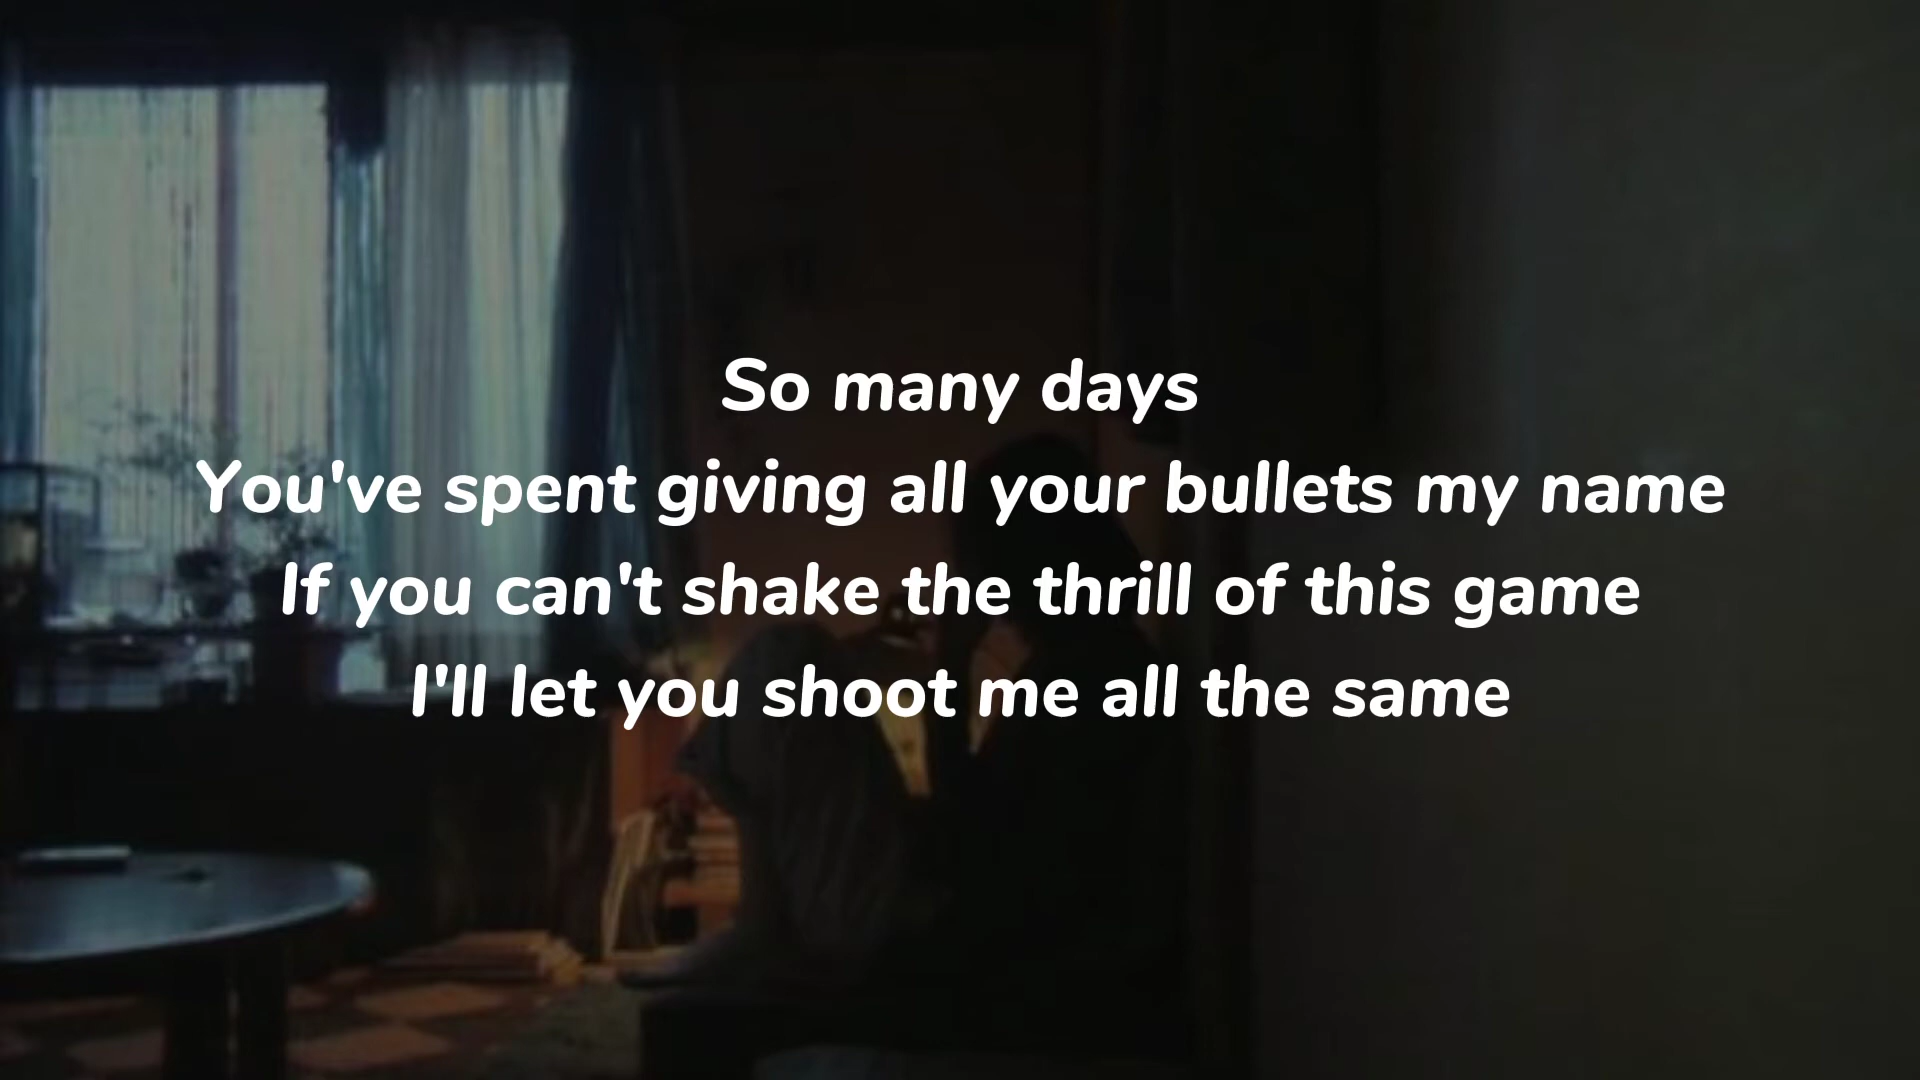 So many days
You've spent giving all your bullets my name
If you can't shake the thrill of this game
I'll let you shoot me all the same